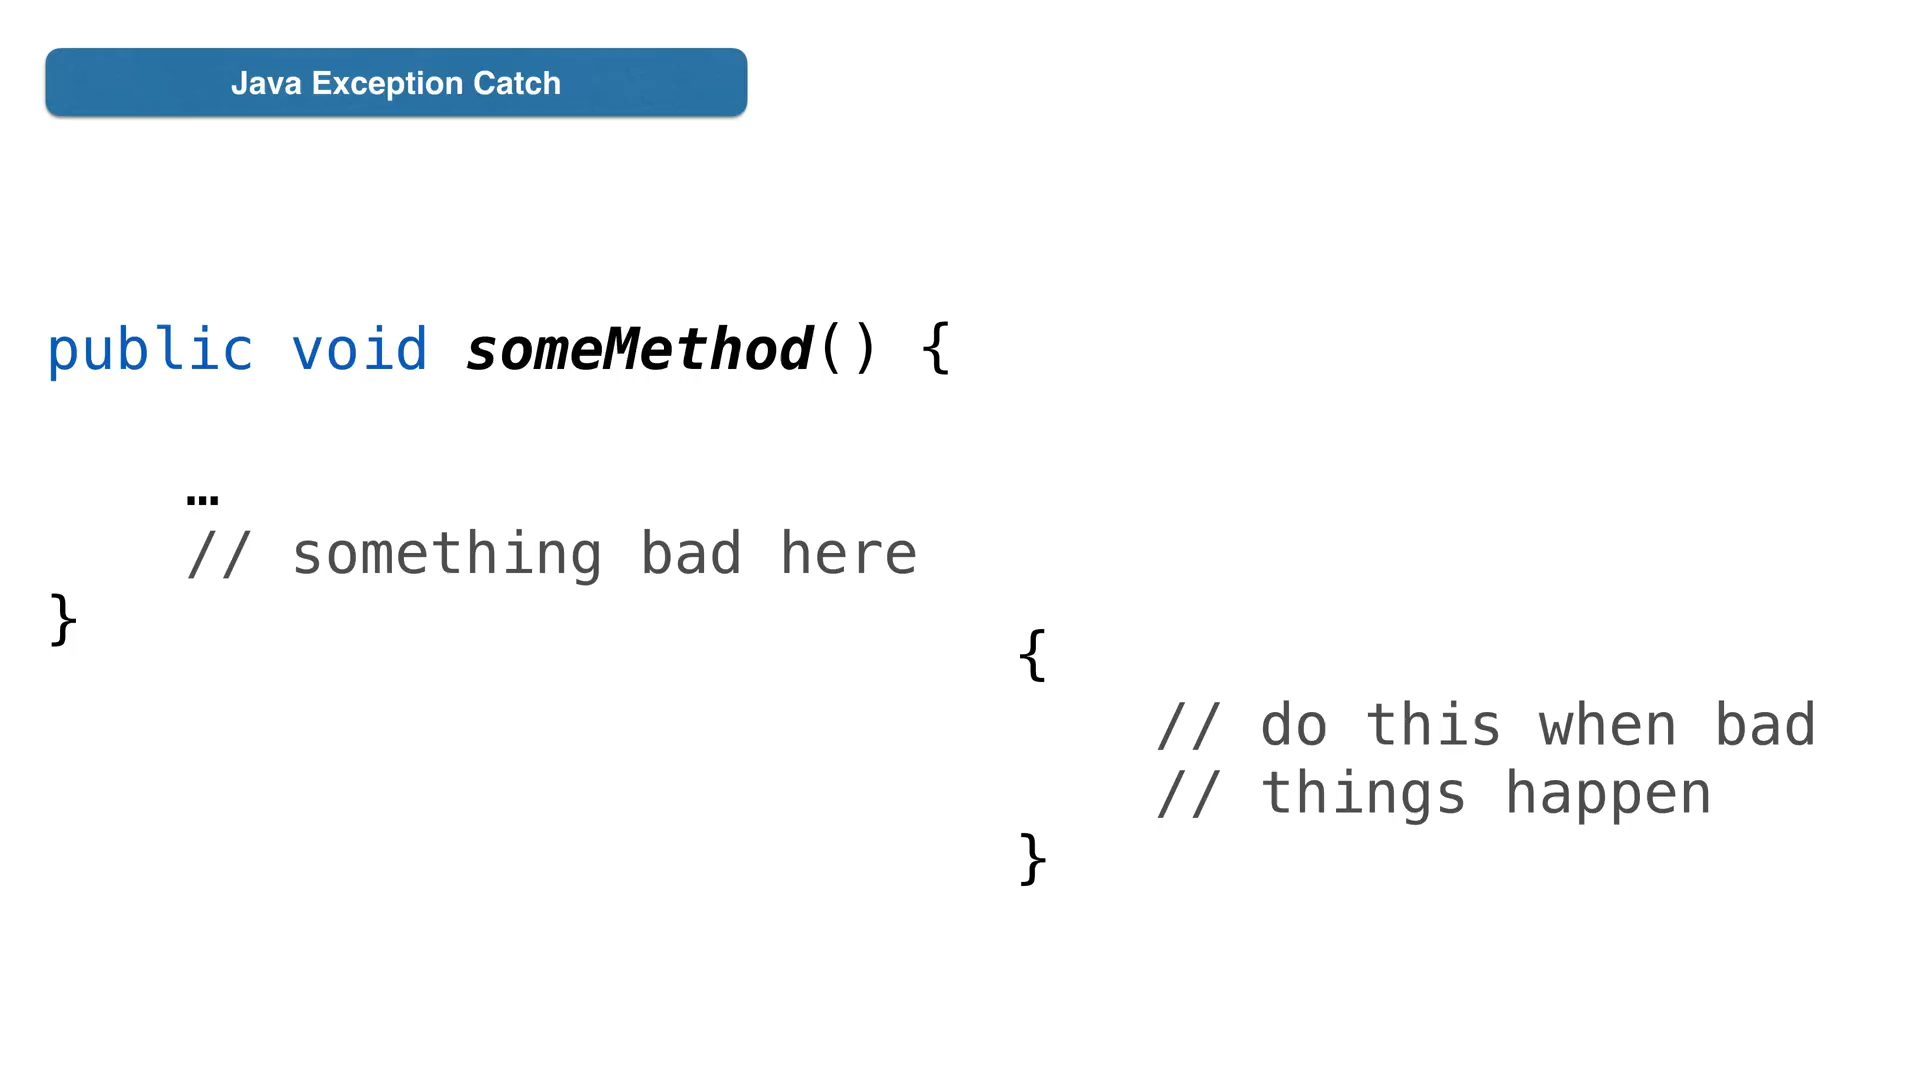 Java Exception Catch
public void someMethod() {
…
// something bad here
}
{
// do this when bad
// things happen
}